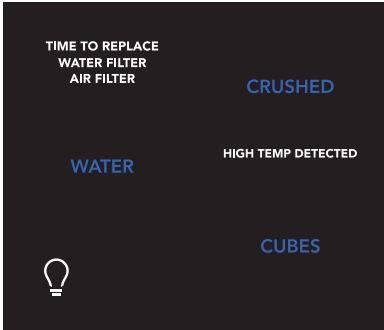 TIME TO REPLACE
WATER FILTER
AIR FILTER
CRUSHED
HIGH TEMP DETECTED
WATER
CUBES